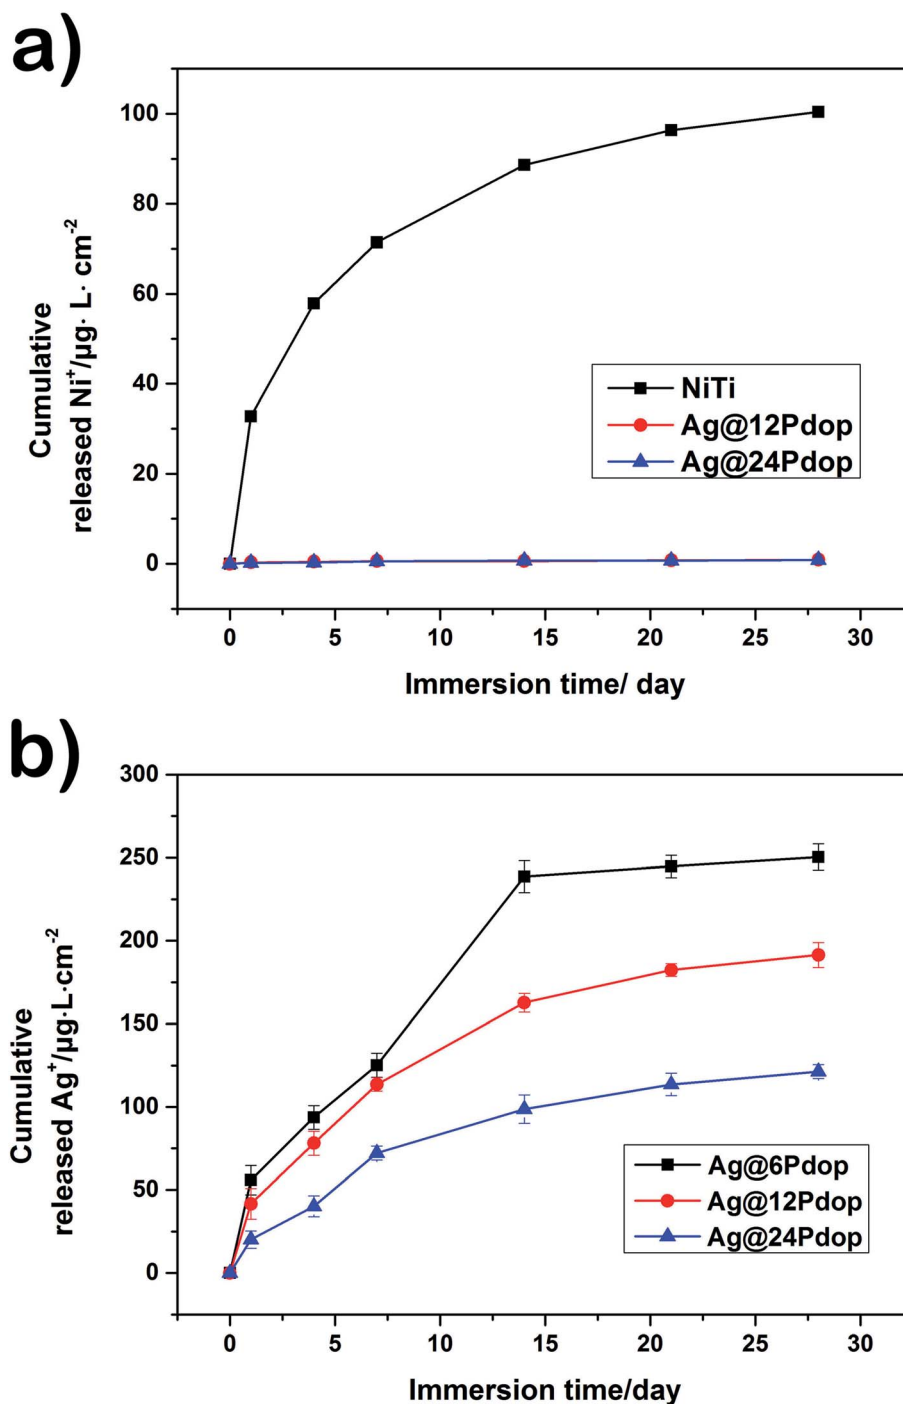 a)
100
80
60
40
20
0
Cumulative
released Ni⁺/µg· L· cm⁻²
NiTi
Ag@12Pdop
Ag@24Pdop
0 5 10 15 20 25 30
Immersion time/ day
b)
300
250
200
150
100
50
0
Cumulative
released Ag⁺/µg·L·cm⁻²
Ag@6Pdop
Ag@12Pdop
Ag@24Pdop
0 5 10 15 20 25 30
Immersion time/day